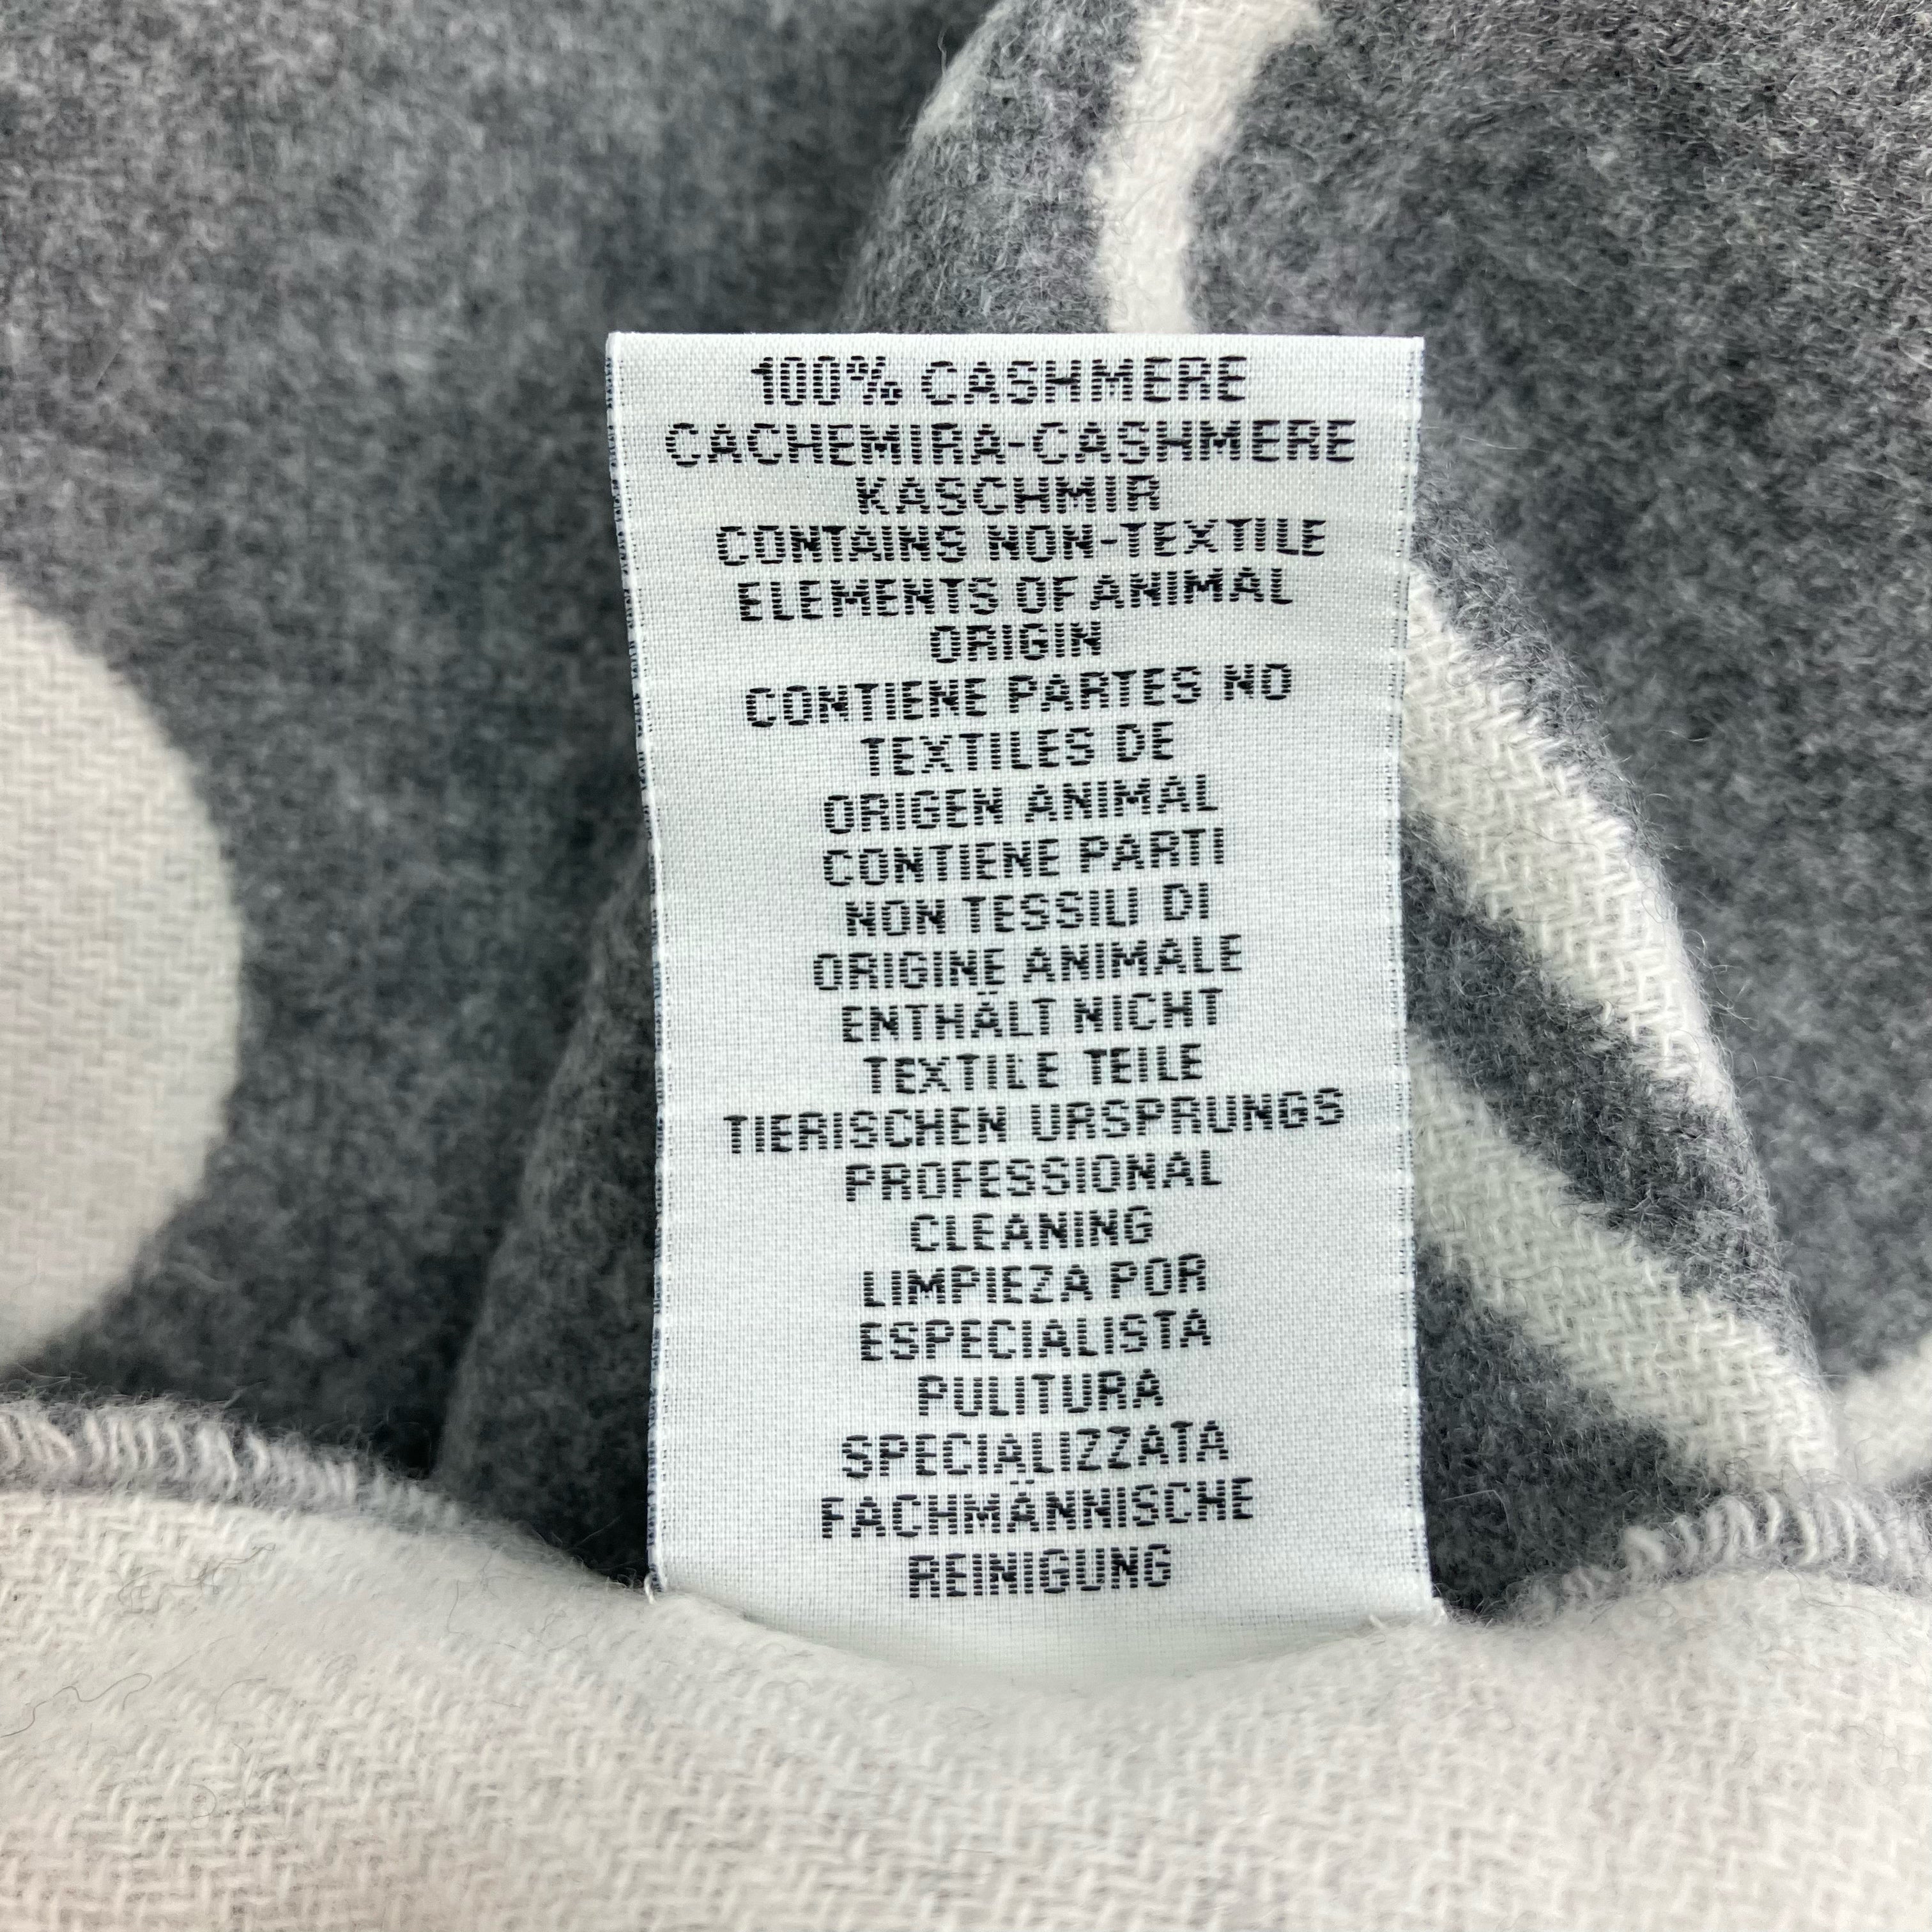 100% CASHMERE
CACHEMIRA-CASHMERE
KASCHMIR
CONTAINS NON-TEXTILE
ELEMENTS OF ANIMAL
ORIGIN
CONTIENE PARTES NO
TEXTILES DE
ORIGEN ANIMAL
CONTIENE PARTI
NON TESSILI DI
ORIGINE ANIMALE
ENTHÄLT NICHT
TEXTILE TEILE
TIERISCHEN URSPRUNGS
PROFESSIONAL
CLEANING
LIMPIEZA POR
ESPECIALISTA
PULITURA
SPECIALIZZATA
FACHMÄNNISCHE
REINIGUNG